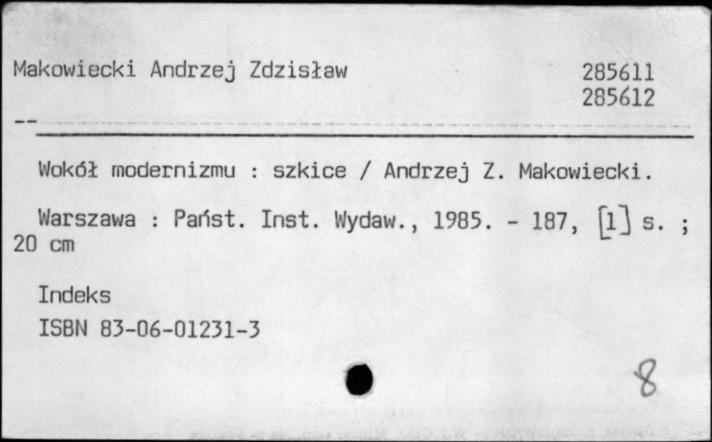 Makowiecki Andrzej Zdzisław 285611
285612
--
Wokół modernizmu : szkice / Andrzej Z. Makowiecki.
Warszawa : Państ. Inst. Wydaw., 1985. - 187, [1] s. ;
20 cm
Indeks
ISBN 83-06-01231-3
8